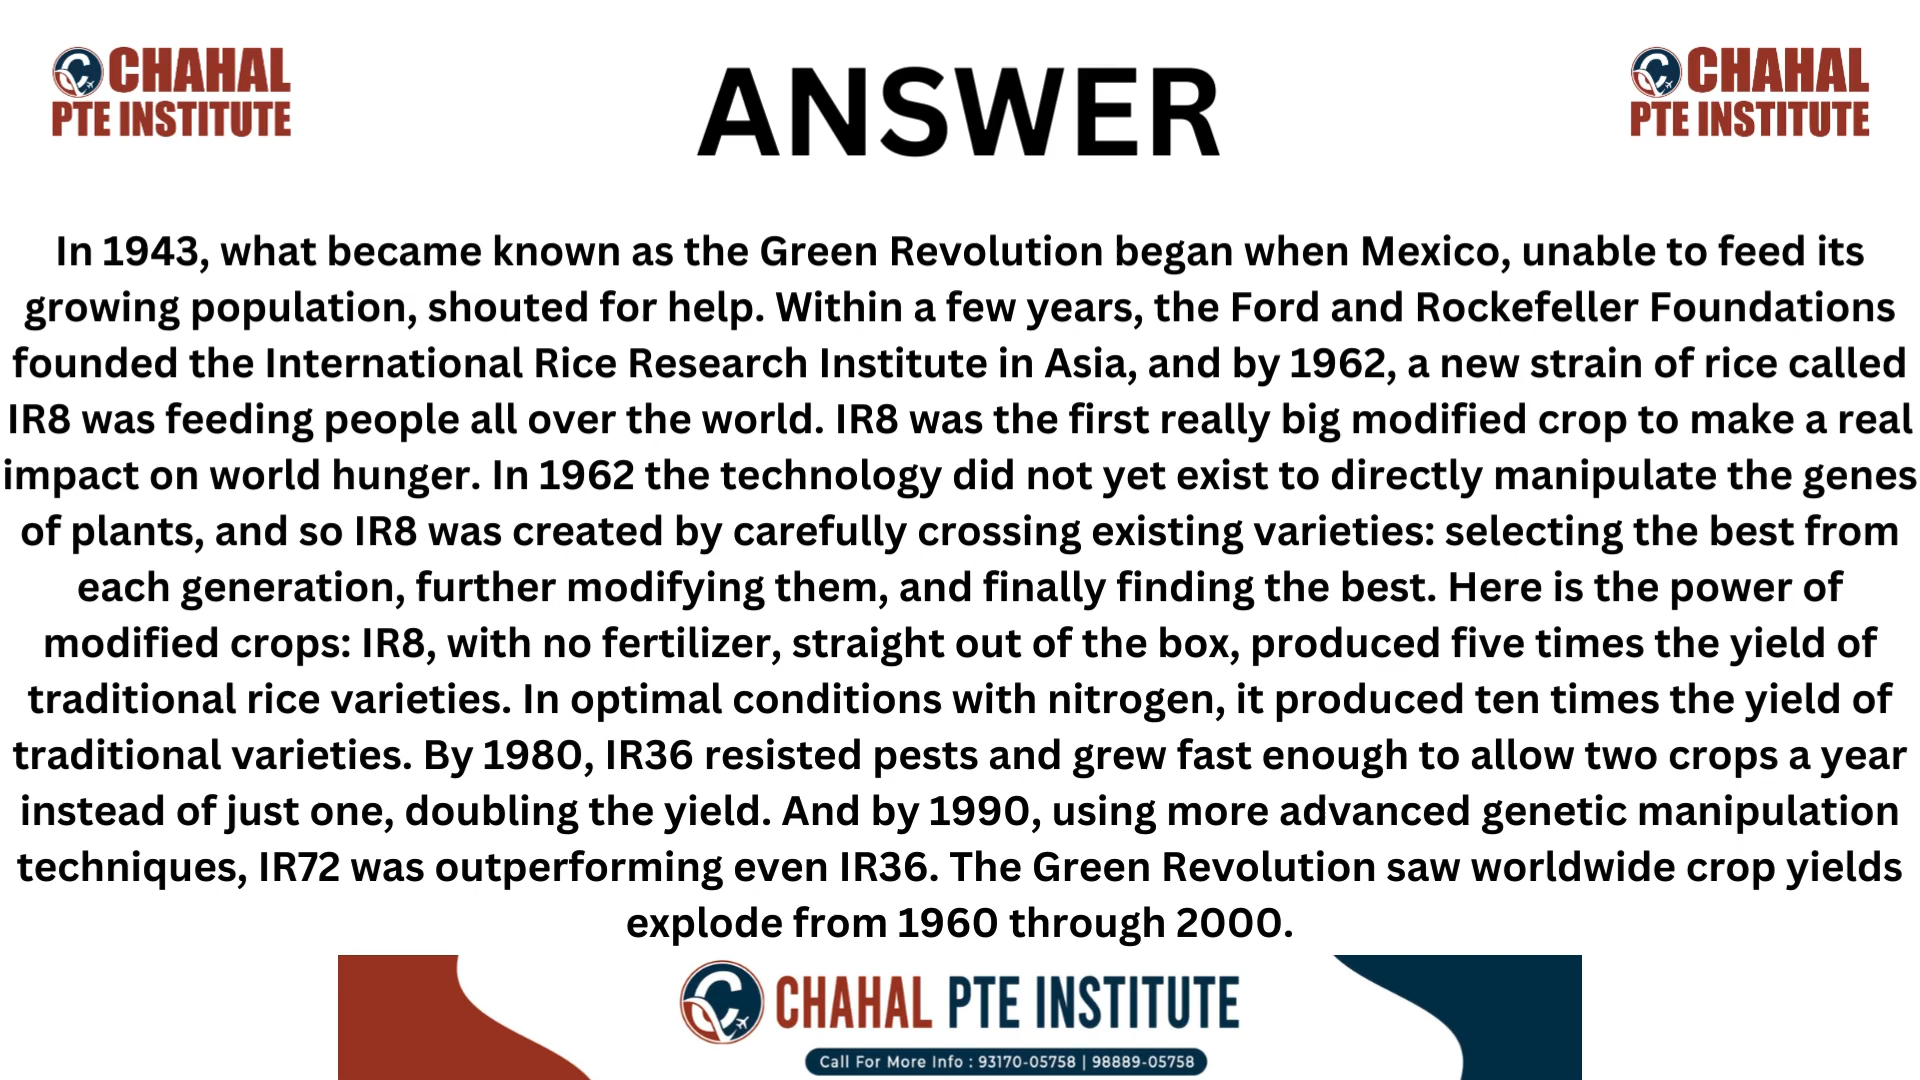 CHAHAL
PTE INSTITUTE
ANSWER
CHAHAL
PTE INSTITUTE
In 1943, what became known as the Green Revolution began when Mexico, unable to feed its
growing population, shouted for help. Within a few years, the Ford and Rockefeller Foundations
founded the International Rice Research Institute in Asia, and by 1962, a new strain of rice called
IR8 was feeding people all over the world. IR8 was the first really big modified crop to make a real
impact on world hunger. In 1962 the technology did not yet exist to directly manipulate the genes
of plants, and so IR8 was created by carefully crossing existing varieties: selecting the best from
each generation, further modifying them, and finally finding the best. Here is the power of
modified crops: IR8, with no fertilizer, straight out of the box, produced five times the yield of
traditional rice varieties. In optimal conditions with nitrogen, it produced ten times the yield of
traditional varieties. By 1980, IR36 resisted pests and grew fast enough to allow two crops a year
instead of just one, doubling the yield. And by 1990, using more advanced genetic manipulation
techniques, IR72 was outperforming even IR36. The Green Revolution saw worldwide crop yields
explode from 1960 through 2000.
CHAHAL PTE INSTITUTE
Call For More Info : 93170-05758 | 98889-05758